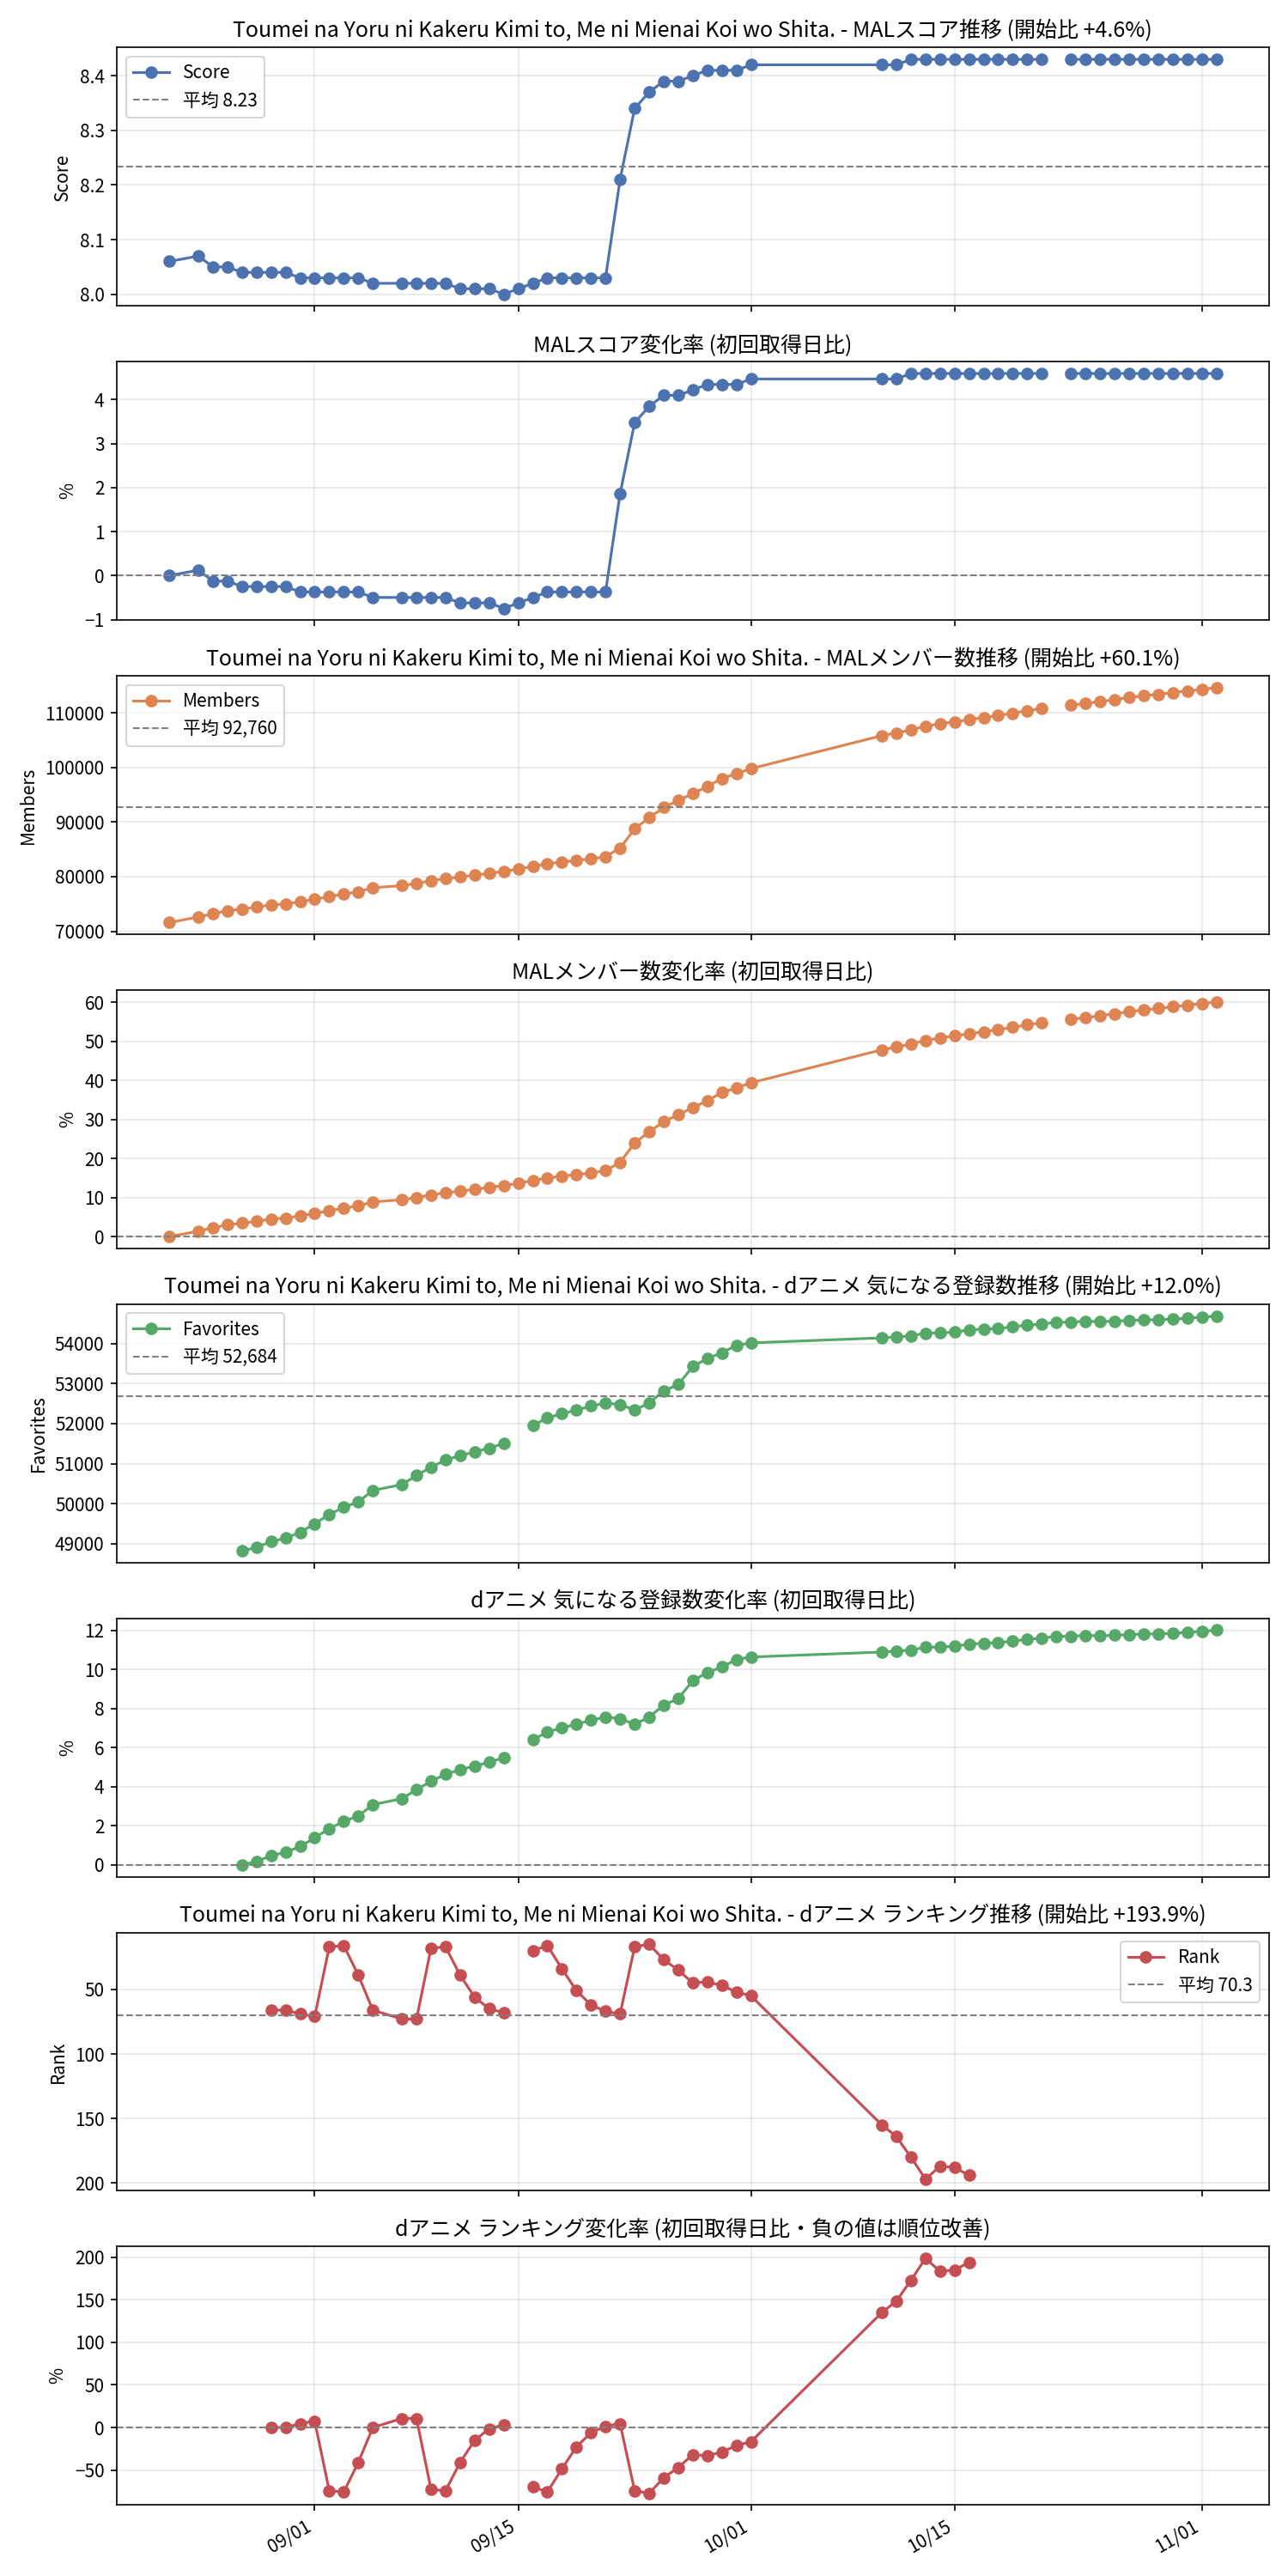 Toumei na Yoru ni Kakeru Kimi to, Me ni Mienai Koi wo Shita. - MALスコア推移 (開始比 +4.6%)
Score
平均 8.23
Score
8.4
8.3
8.2
8.1
8.0
MALスコア変化率 (初回取得日比)
%
4
3
2
1
0
−1
Toumei na Yoru ni Kakeru Kimi to, Me ni Mienai Koi wo Shita. - MALメンバー数推移 (開始比 +60.1%)
Members
平均 92,760
Members
110000
100000
90000
80000
70000
MALメンバー数変化率 (初回取得日比)
%
60
50
40
30
20
10
0
Toumei na Yoru ni Kakeru Kimi to, Me ni Mienai Koi wo Shita. - dアニメ 気になる登録数推移 (開始比 +12.0%)
Favorites
平均 52,684
Favorites
54000
53000
52000
51000
50000
49000
dアニメ 気になる登録数変化率 (初回取得日比)
%
12
10
8
6
4
2
0
Toumei na Yoru ni Kakeru Kimi to, Me ni Mienai Koi wo Shita. - dアニメ ランキング推移 (開始比 +193.9%)
Rank
平均 70.3
Rank
50
100
150
200
dアニメ ランキング変化率 (初回取得日比・負の値は順位改善)
%
200
150
100
50
0
−50
09/01
09/15
10/01
10/15
11/01